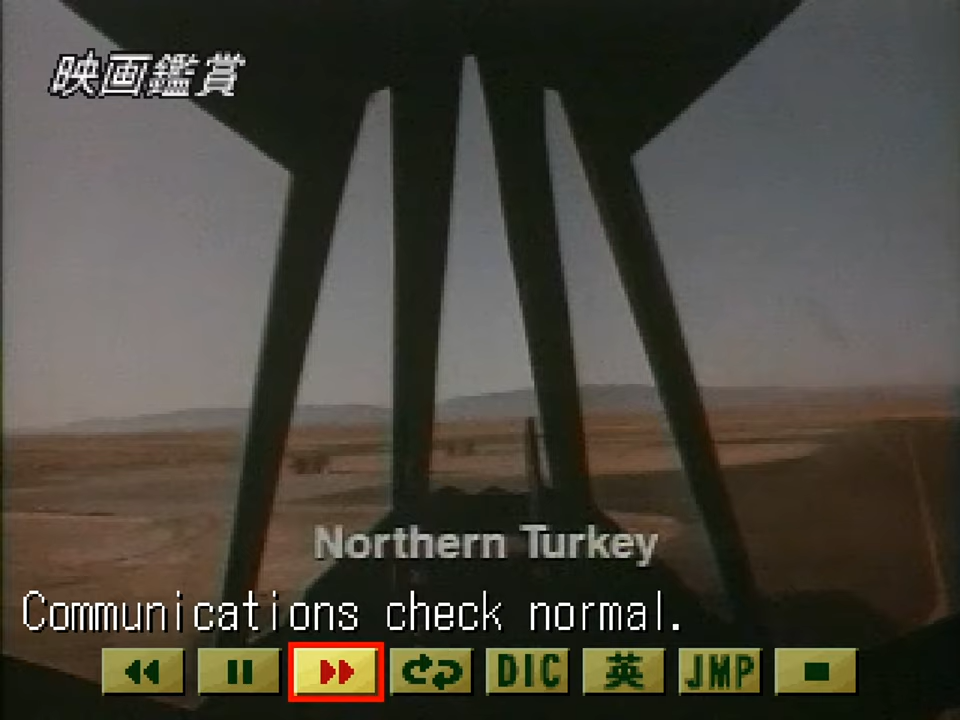 映画鑑賞
Northern Turkey
Communications check normal.
DIC 英 JMP